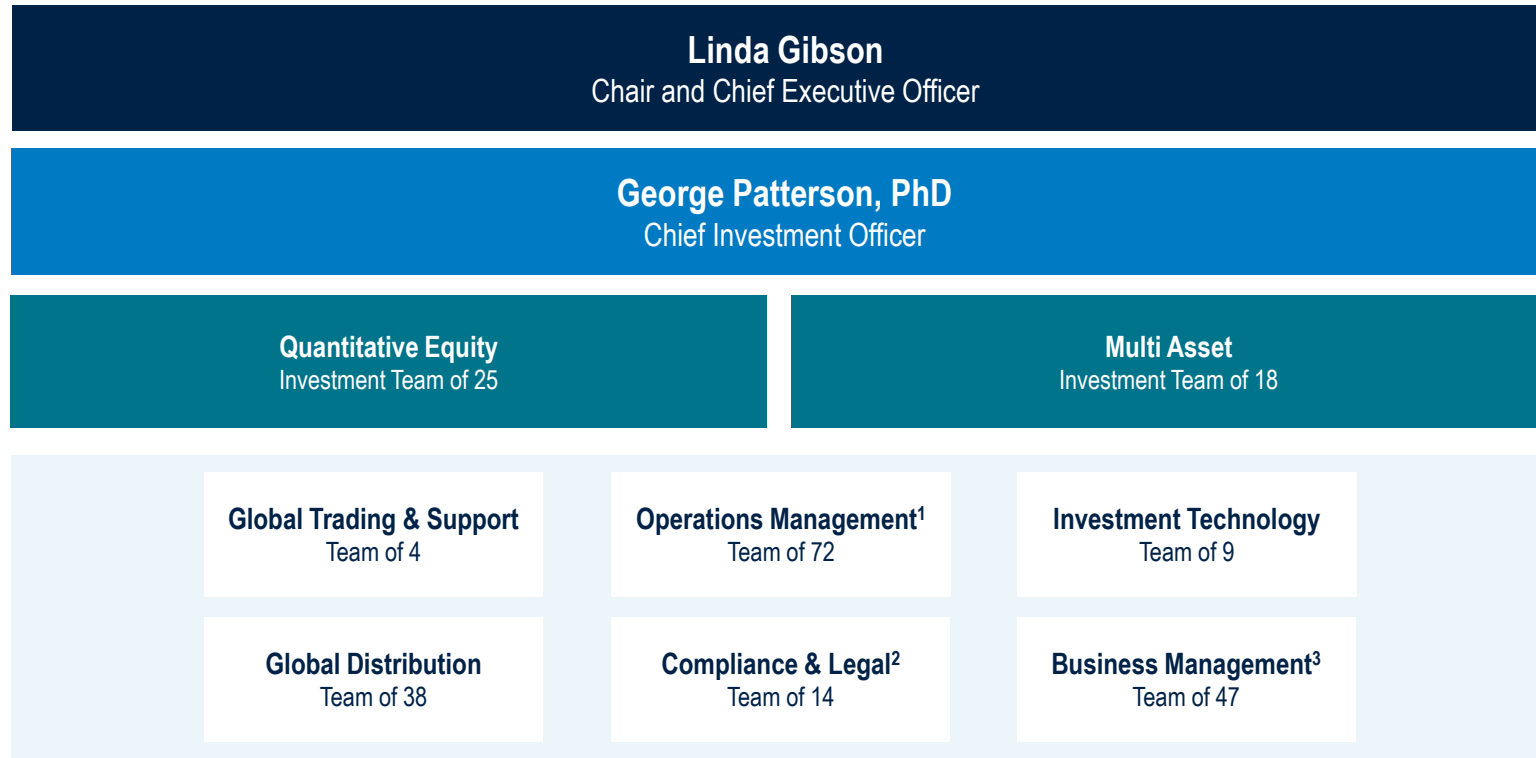 Linda Gibson
Chair and Chief Executive Officer
George Patterson, PhD
Chief Investment Officer
Quantitative Equity
Investment Team of 25
Multi Asset
Investment Team of 18
Global Trading & Support
Team of 4
Operations Management¹
Team of 72
Investment Technology
Team of 9
Global Distribution
Team of 38
Compliance & Legal²
Team of 14
Business Management³
Team of 47